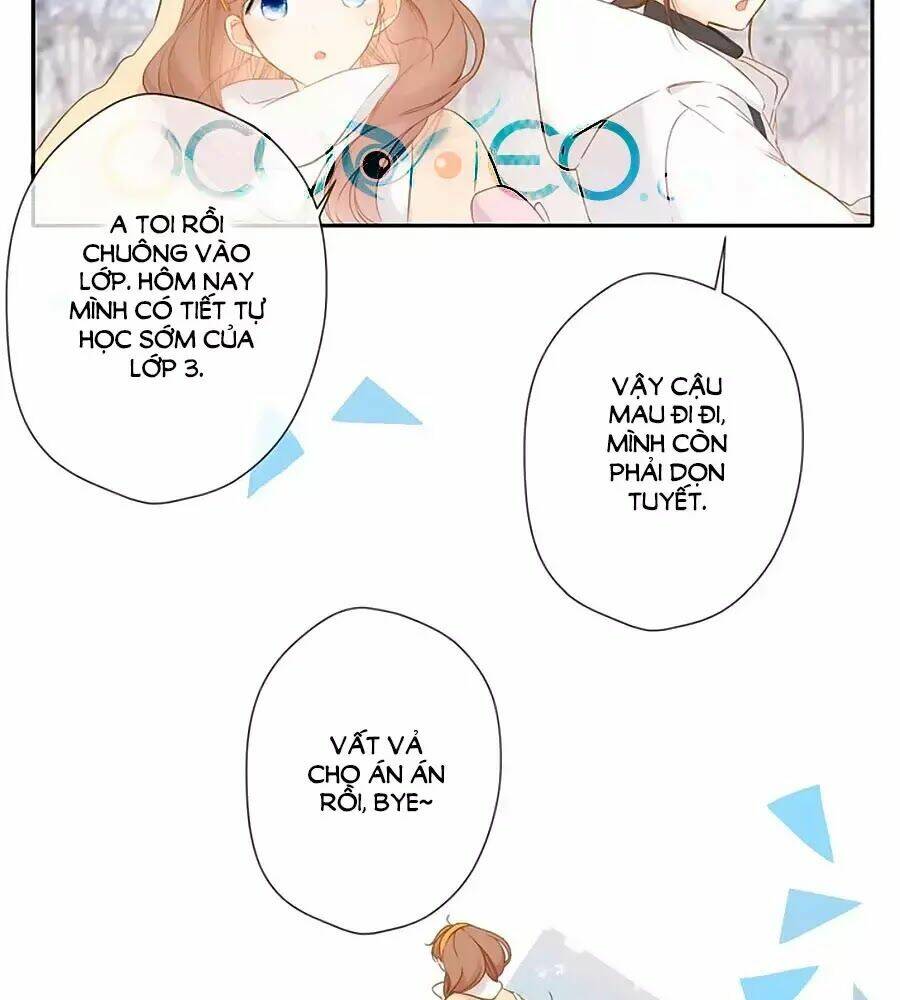 A TOI RỒI
CHUÔNG VÀO
LỚP. HÔM NAY
MÌNH CÓ TIẾT TỰ
HỌC SỚM CỦA
LỚP 3.
VẬY CẬU
MAU ĐI ĐI,
MÌNH CÒN
PHẢI DỌN
TUYẾT.
VẤT VẢ
CHO ÁN ÁN
RỒI, BYE~